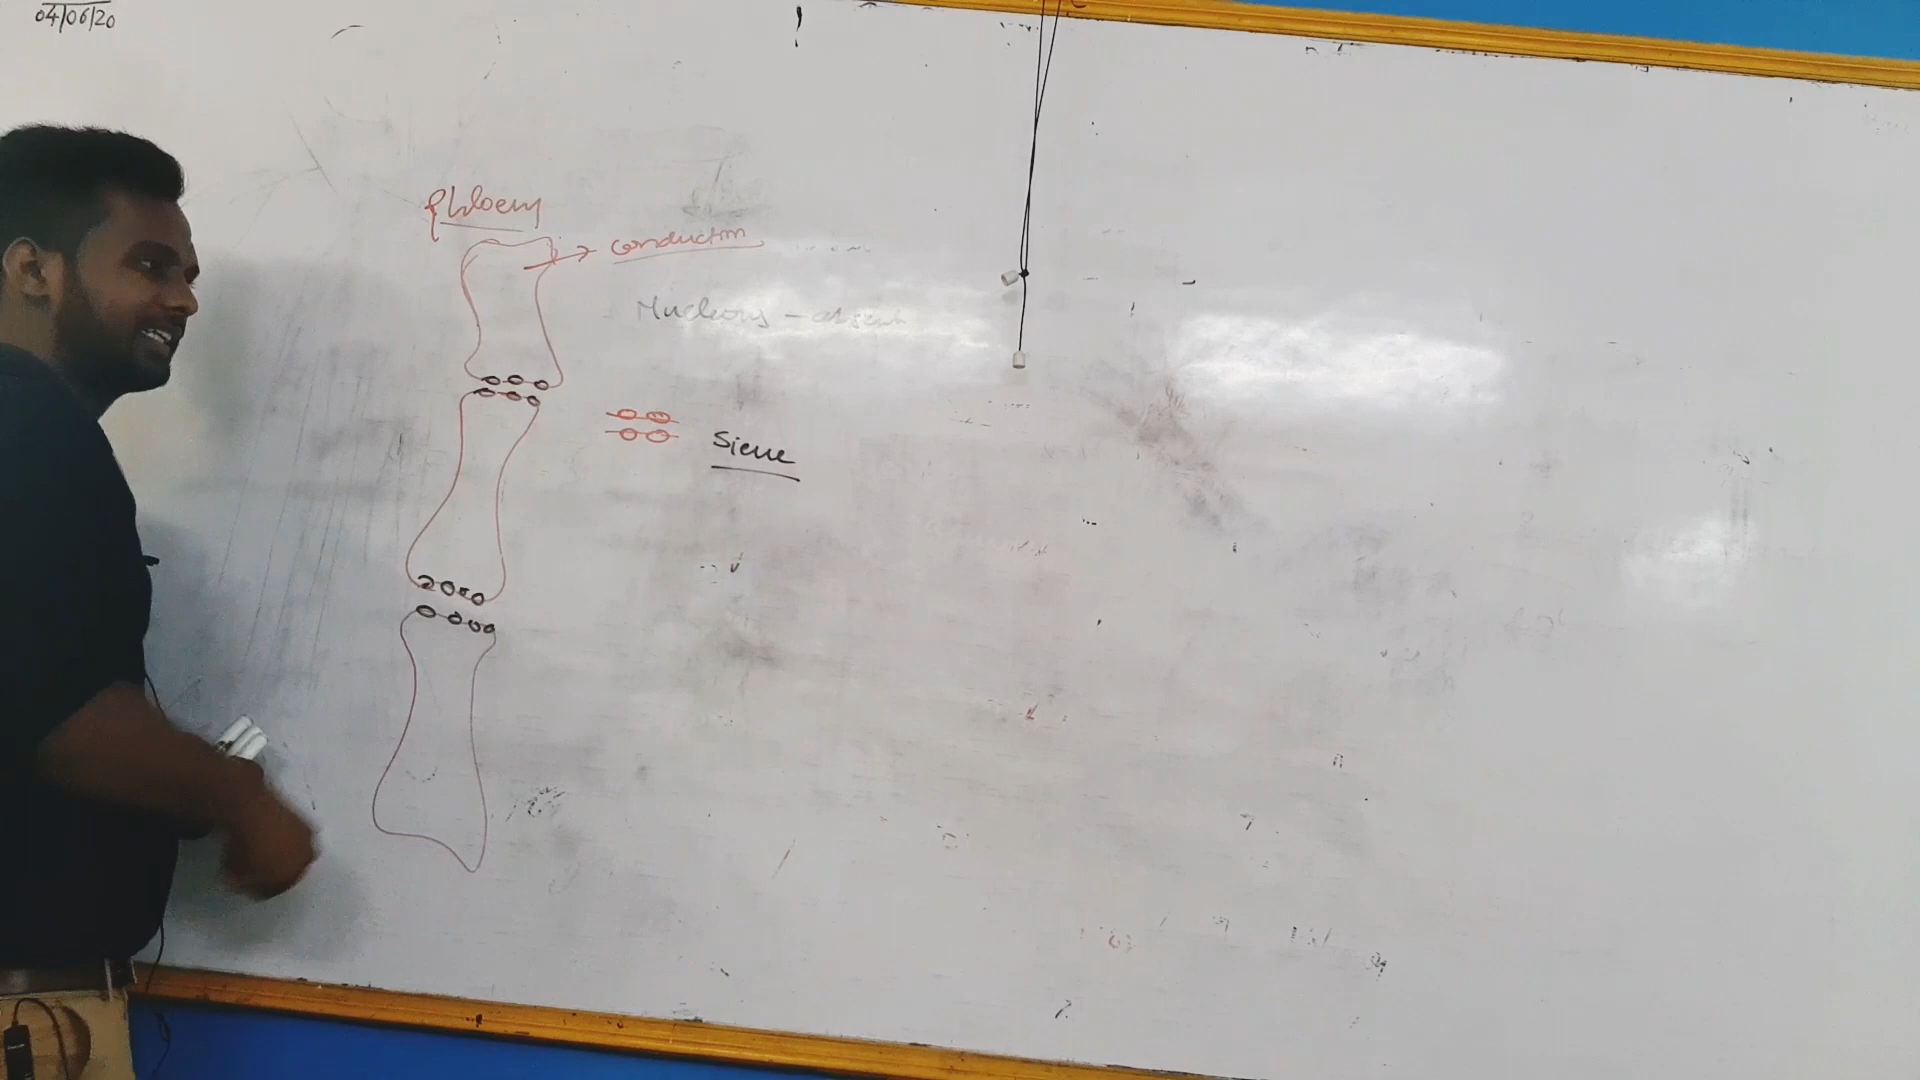 04/06/20
Phloem
conduction
Nucleus - absent
Sieve